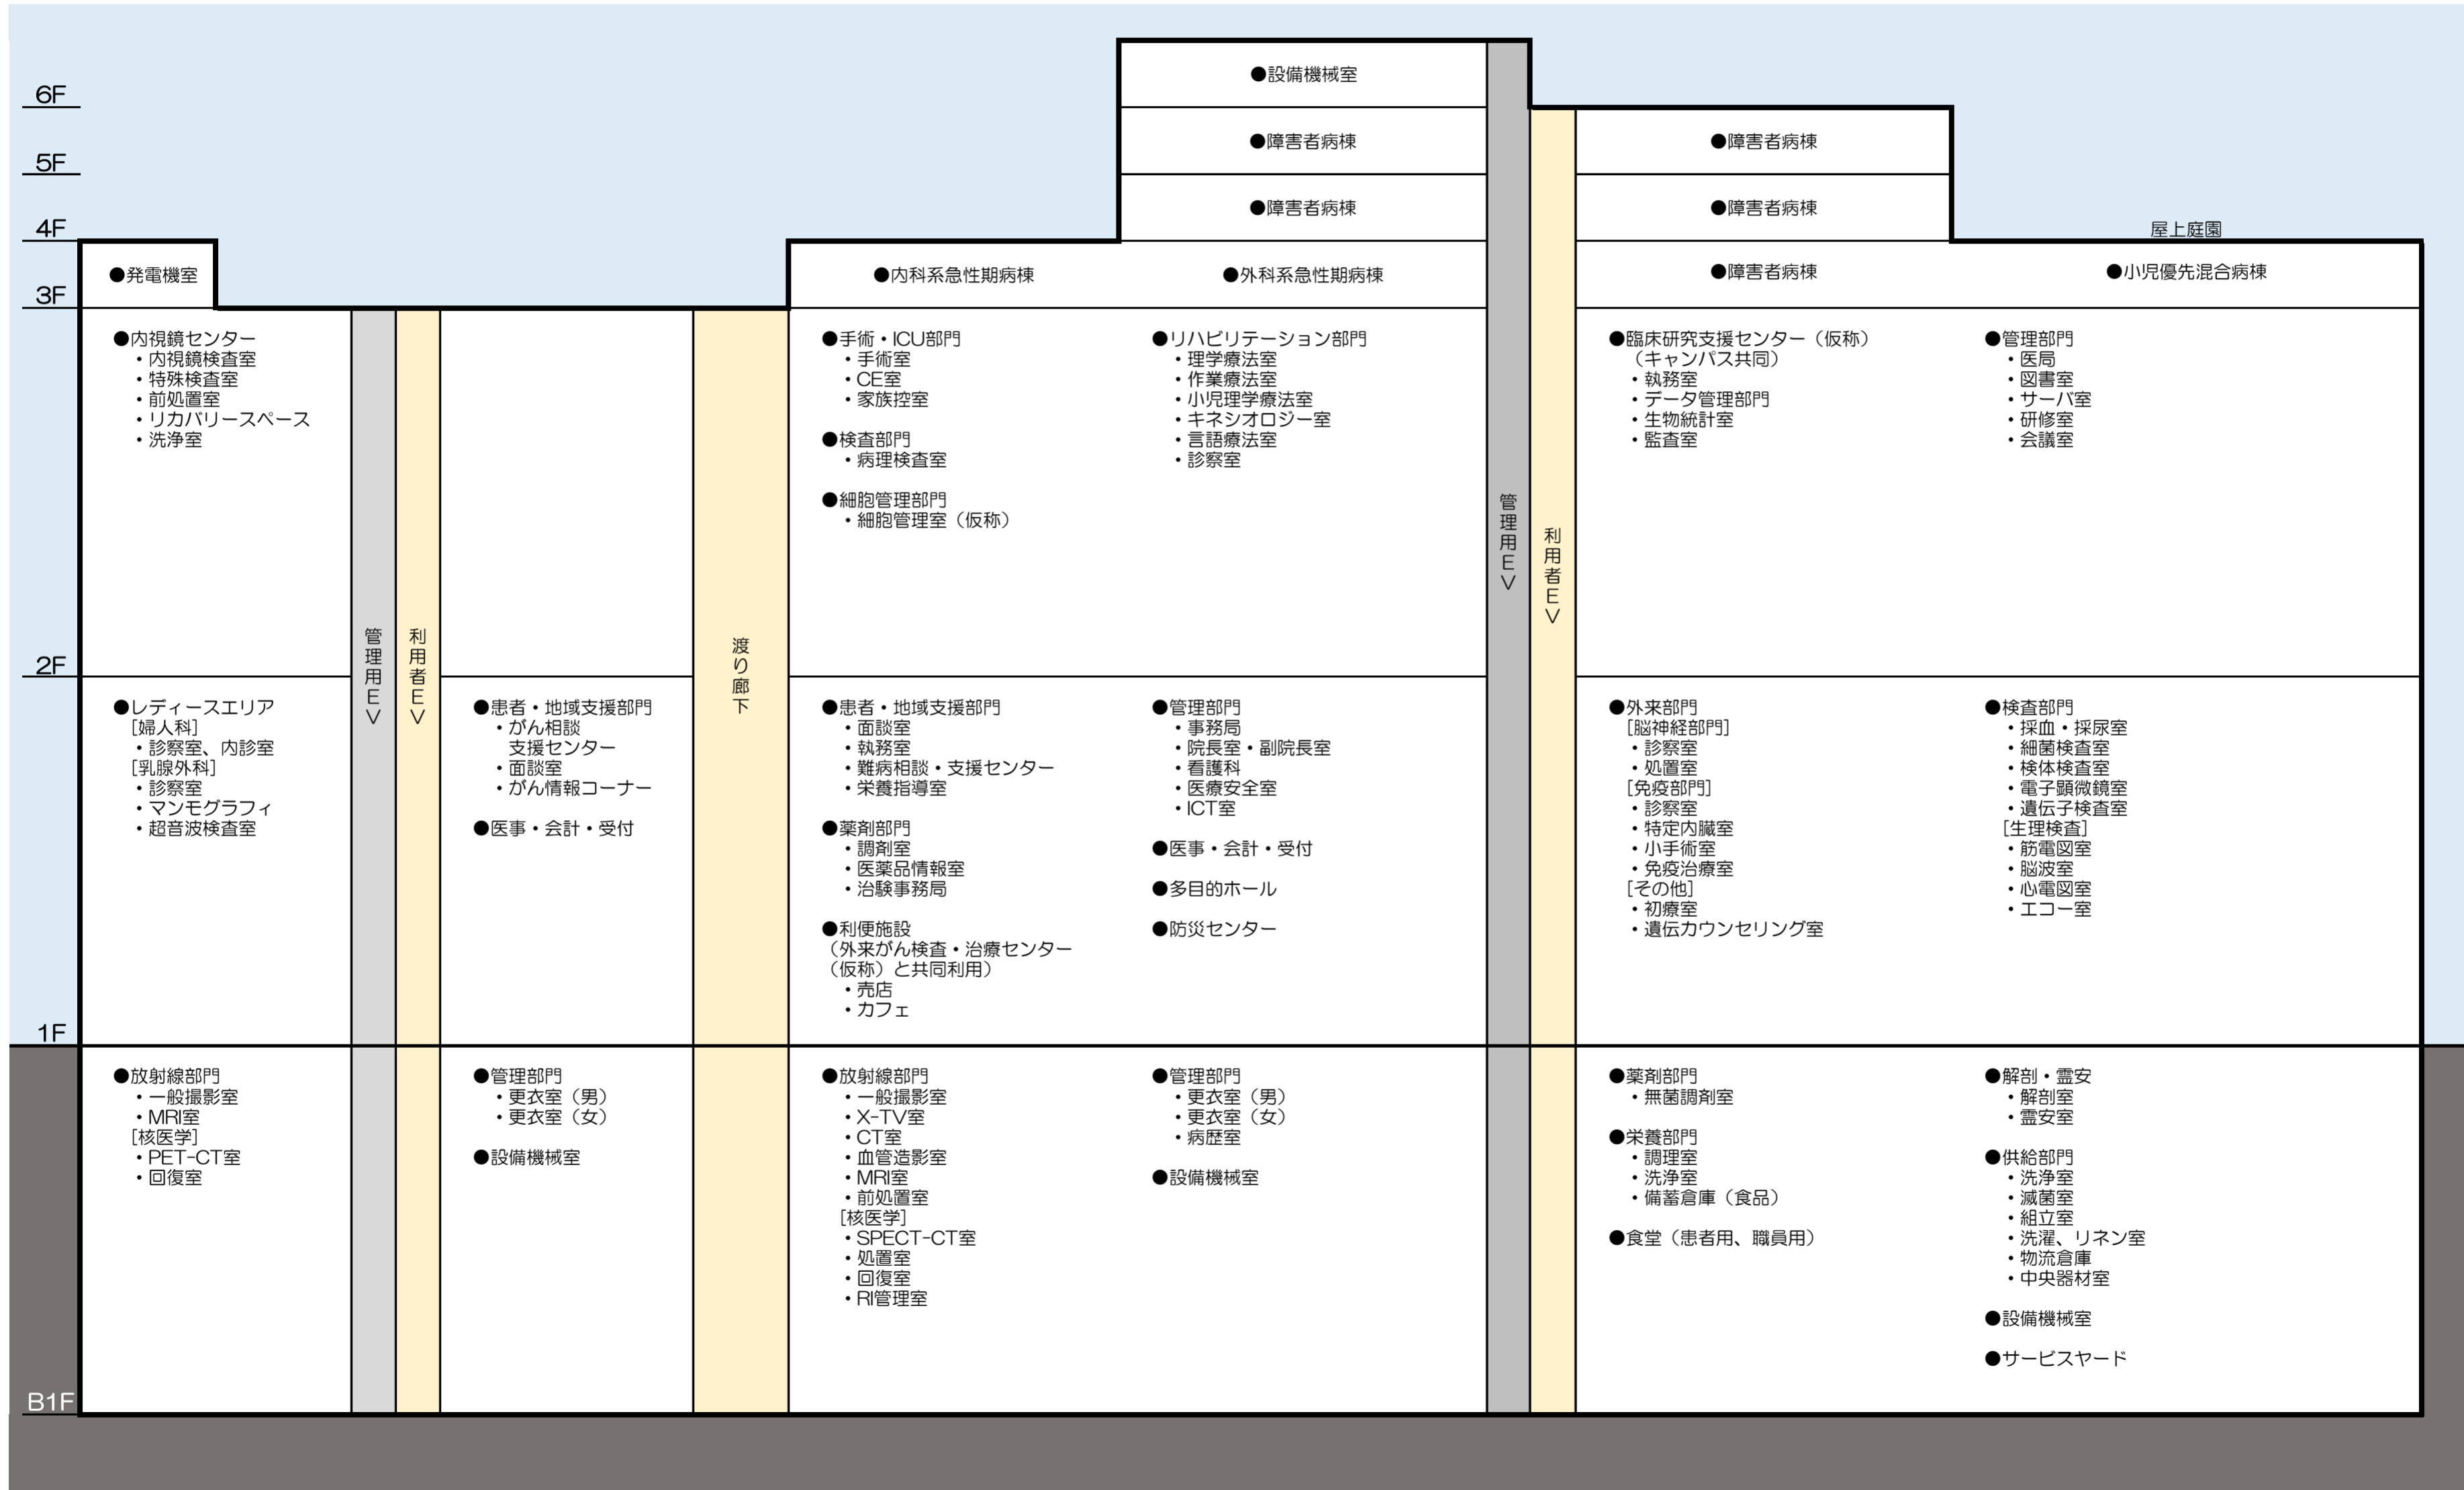 ●設備機械室
6F
●障害者病棟
●障害者病棟
5F
●障害者病棟
●障害者病棟
4F
屋上庭園
●発電機室
●内科系急性期病棟
●外科系急性期病棟
●障害者病棟
●小児優先混合病棟
3F
●内視鏡センター
・内視鏡検査室
・特殊検査室
・前処置室
・リカバリースペース
・洗浄室
●手術・ICU部門
・手術室
・CE室
・家族控室
●検査部門
・病理検査室
●細胞管理部門
・細胞管理室（仮称）
●リハビリテーション部門
・理学療法室
・作業療法室
・小児理学療法室
・キネシオロジー室
・言語療法室
・診察室
管理用EV
利用者EV
●臨床研究支援センター（仮称）
（キャンパス共同）
・執務室
・データ管理部門
・生物統計室
・監査室
●管理部門
・医局
・図書室
・サーバ室
・研修室
・会議室
2F
管理用EV
利用者EV
渡り廊下
●レディースエリア
[婦人科]
・診察室、内診室
[乳腺外科]
・診察室
・マンモグラフィ
・超音波検査室
●患者・地域支援部門
・がん相談
支援センター
・面談室
・がん情報コーナー
●医事・会計・受付
●患者・地域支援部門
・面談室
・執務室
・難病相談・支援センター
・栄養指導室
●薬剤部門
・調剤室
・医薬品情報室
・治験事務局
●利便施設
（外来がん検査・治療センター
（仮称）と共同利用）
・売店
・カフェ
●管理部門
・事務局
・院長室・副院長室
・看護科
・医療安全室
・ICT室
●医事・会計・受付
●多目的ホール
●防災センター
●外来部門
[脳神経部門]
・診察室
・処置室
[免疫部門]
・診察室
・特定内臓室
・小手術室
・免疫治療室
[その他]
・初療室
・遺伝カウンセリング室
●検査部門
・採血・採尿室
・細菌検査室
・検体検査室
・電子顕微鏡室
・遺伝子検査室
[生理検査]
・筋電図室
・脳波室
・心電図室
・エコー室
1F
●放射線部門
・一般撮影室
・MRI室
[核医学]
・PET-CT室
・回復室
●管理部門
・更衣室（男）
・更衣室（女）
●設備機械室
●放射線部門
・一般撮影室
・X-TV室
・CT室
・血管造影室
・MRI室
・前処置室
[核医学]
・SPECT-CT室
・処置室
・回復室
・RI管理室
●管理部門
・更衣室（男）
・更衣室（女）
・病歴室
●設備機械室
●薬剤部門
・無菌調剤室
●栄養部門
・調理室
・洗浄室
・備蓄倉庫（食品）
●食堂（患者用、職員用）
●解剖・霊安
・解剖室
・霊安室
●供給部門
・洗浄室
・滅菌室
・組立室
・洗濯、リネン室
・物流倉庫
・中央器材室
●設備機械室
●サービスヤード
B1F